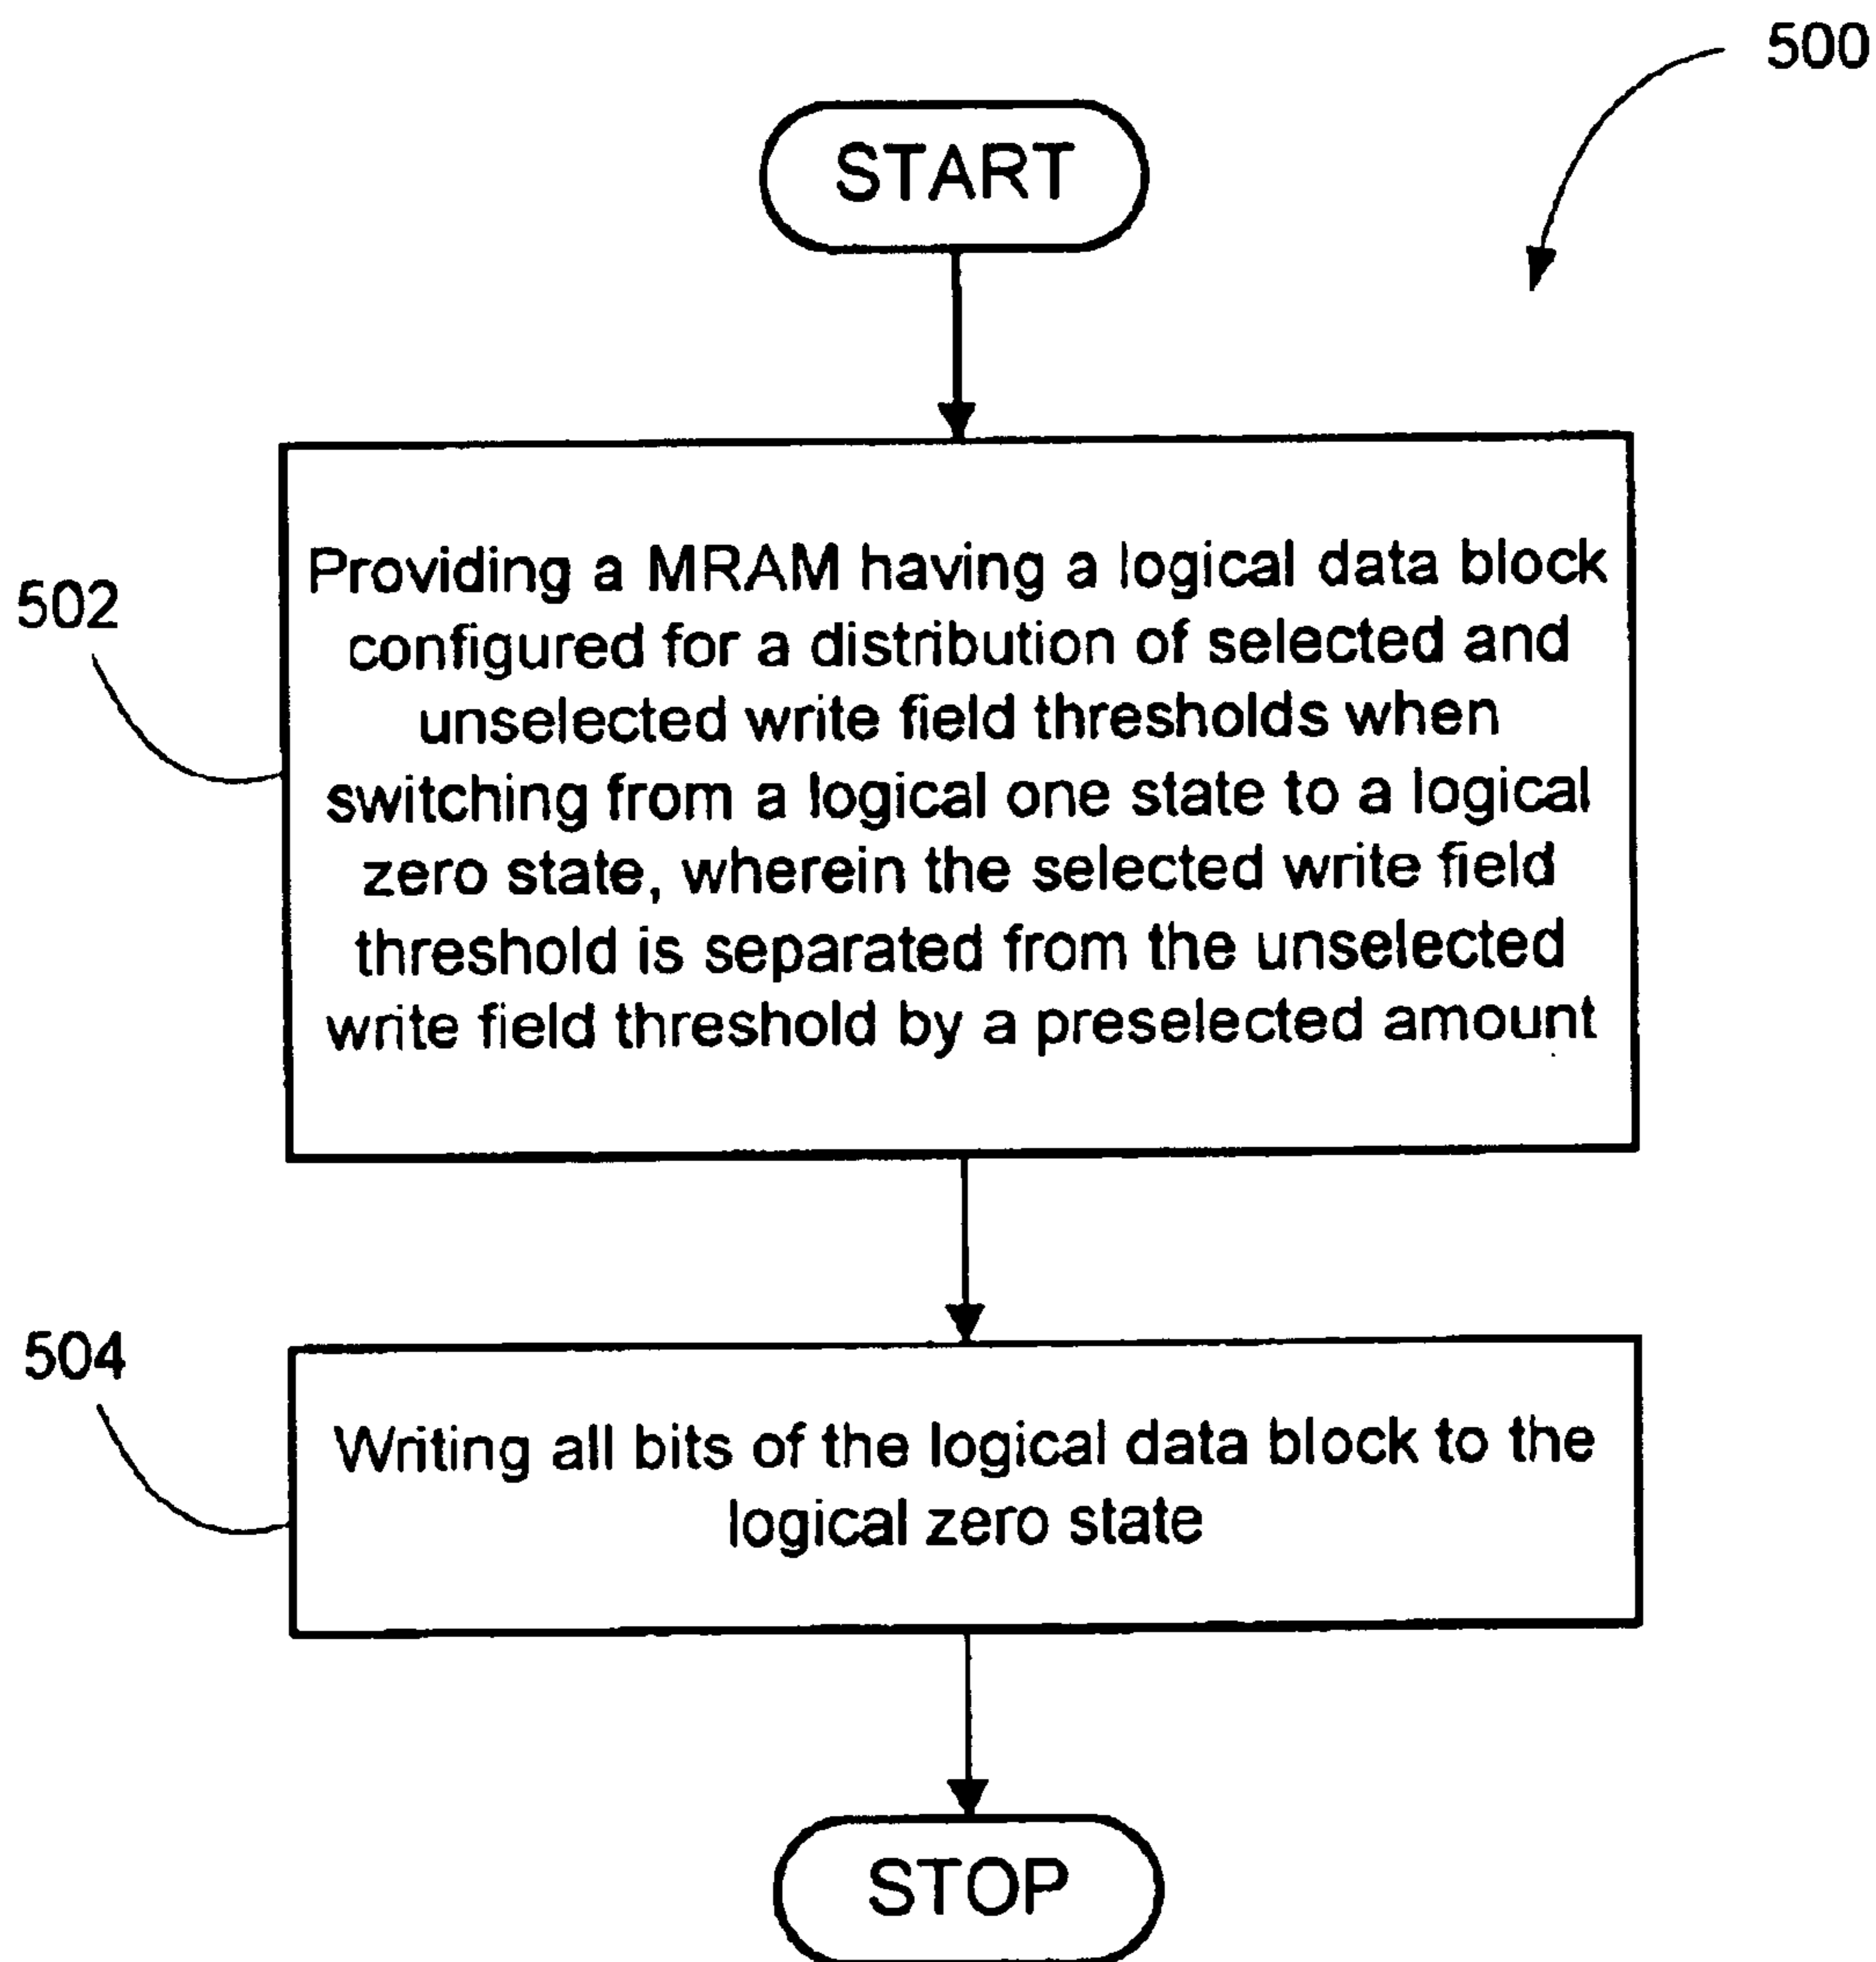 500
START
502
Providing a MRAM having a logical data block
configured for a distribution of selected and
unselected write field thresholds when
switching from a logical one state to a logical
zero state, wherein the selected write field
threshold is separated from the unselected
write field threshold by a preselected amount
504
Writing all bits of the logical data block to the
logical zero state
STOP